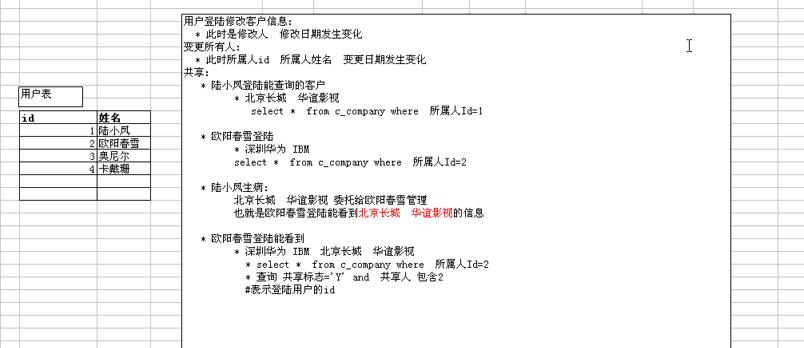 用户登陆修改客户信息:
* 此时是修改人 修改日期发生变化
变更所有人:
* 此时所属人id 所属人姓名 变更日期发生变化
共享:
* 陆小凤登陆能查询的客户
* 北京长城 华谊影视
select * from c_company where 所属人Id=1
* 欧阳春雪登陆
* 深圳华为 IBM
select * from c_company where 所属人Id=2
* 陆小凤生病:
北京长城 华谊影视 委托给欧阳春雪管理
也就是欧阳春雪登陆能看到北京长城 华谊影视的信息
* 欧阳春雪登陆能看到
* 深圳华为 IBM 北京长城 华谊影视
* select * from c_company where 所属人Id=2
* 查询 共享标志='Y' and 共享人 包含2
#表示登陆用户的id
用户表
id 姓名
1 陆小凤
2 欧阳春雪
3 奥尼尔
4 卡戴珊